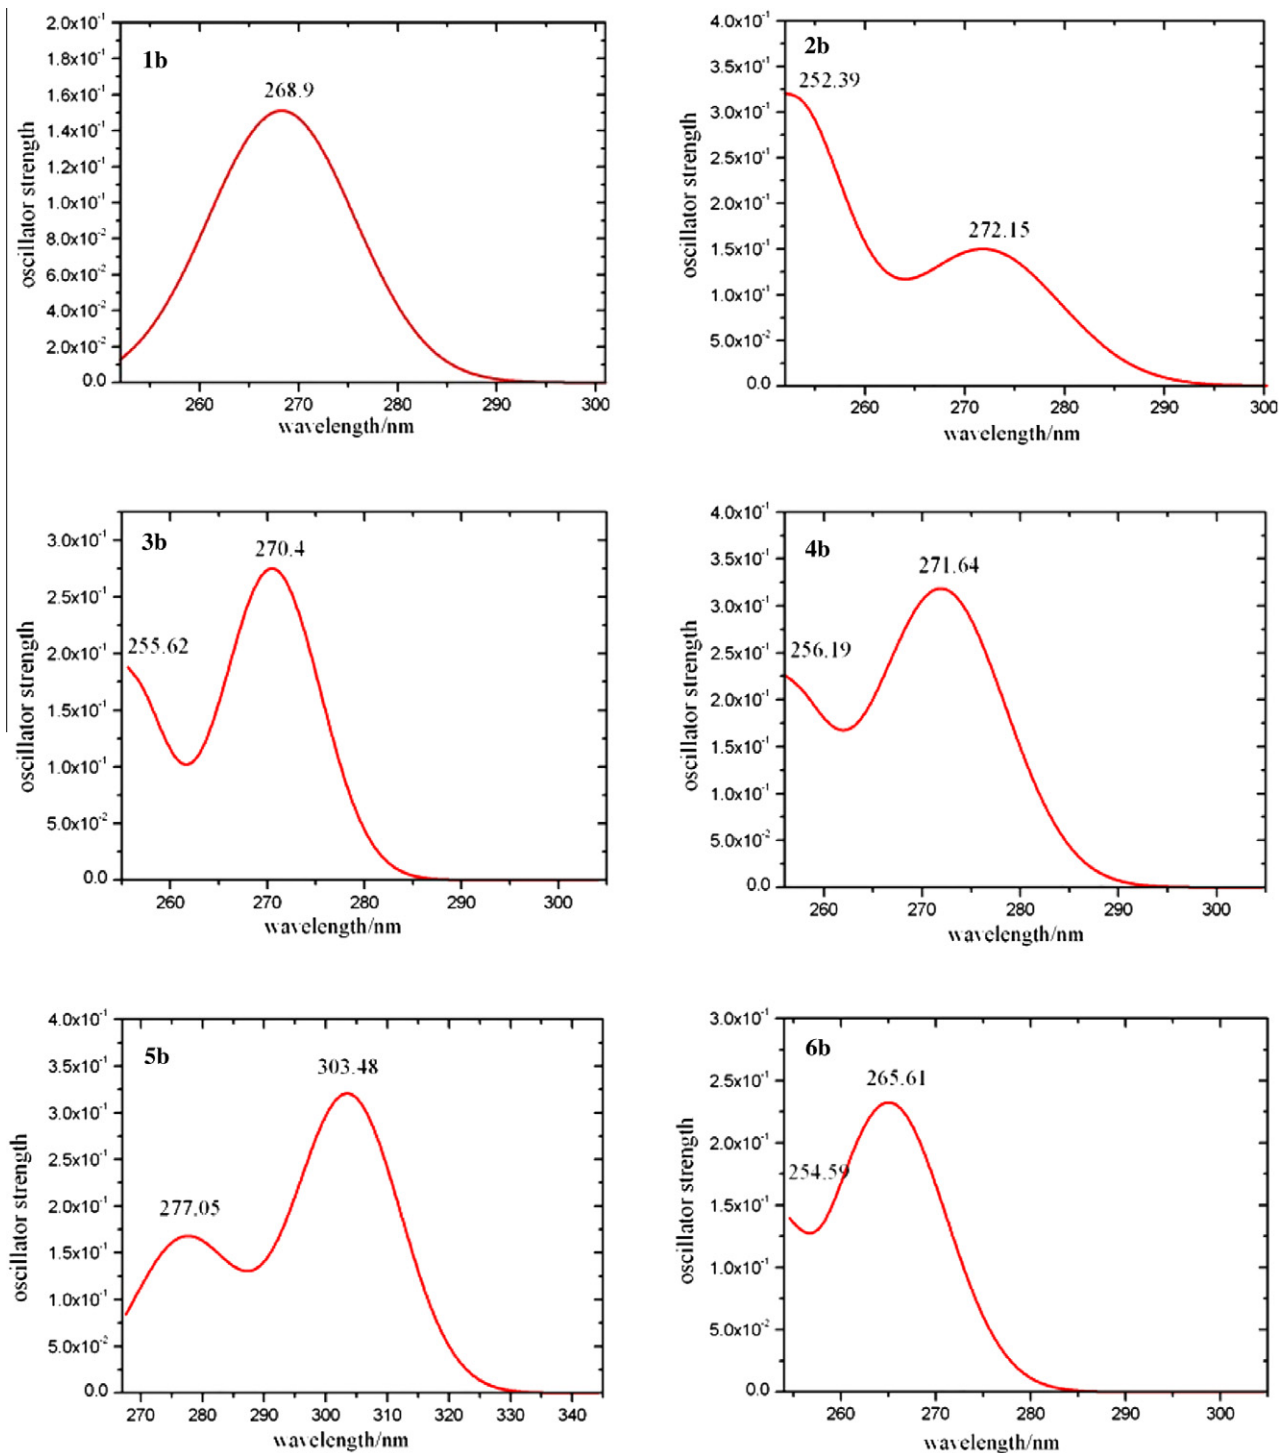 2.0x10⁻¹
1.8x10⁻¹
1.6x10⁻¹
1.4x10⁻¹
1.2x10⁻¹
1.0x10⁻¹
8.0x10⁻²
6.0x10⁻²
4.0x10⁻²
2.0x10⁻²
0.0
oscillator strength
1b
268.9
260 270 280 290 300
wavelength/nm
4.0x10⁻¹
3.5x10⁻¹
3.0x10⁻¹
2.5x10⁻¹
2.0x10⁻¹
1.5x10⁻¹
1.0x10⁻¹
5.0x10⁻²
0.0
oscillator strength
2b
252.39
272.15
260 270 280 290 300
wavelength/nm
3.0x10⁻¹
2.5x10⁻¹
2.0x10⁻¹
1.5x10⁻¹
1.0x10⁻¹
5.0x10⁻²
0.0
oscillator strength
3b
270.4
255.62
260 270 280 290 300
wavelength/nm
4.0x10⁻¹
3.5x10⁻¹
3.0x10⁻¹
2.5x10⁻¹
2.0x10⁻¹
1.5x10⁻¹
1.0x10⁻¹
5.0x10⁻²
0.0
oscillator strength
4b
271.64
256.19
260 270 280 290 300
wavelength/nm
4.0x10⁻¹
3.5x10⁻¹
3.0x10⁻¹
2.5x10⁻¹
2.0x10⁻¹
1.5x10⁻¹
1.0x10⁻¹
5.0x10⁻²
0.0
oscillator strength
5b
303.48
277.05
270 280 290 300 310 320 330 340
wavelength/nm
3.0x10⁻¹
2.5x10⁻¹
2.0x10⁻¹
1.5x10⁻¹
1.0x10⁻¹
5.0x10⁻²
0.0
oscillator strength
6b
265.61
254.59
260 270 280 290 300
wavelength/nm